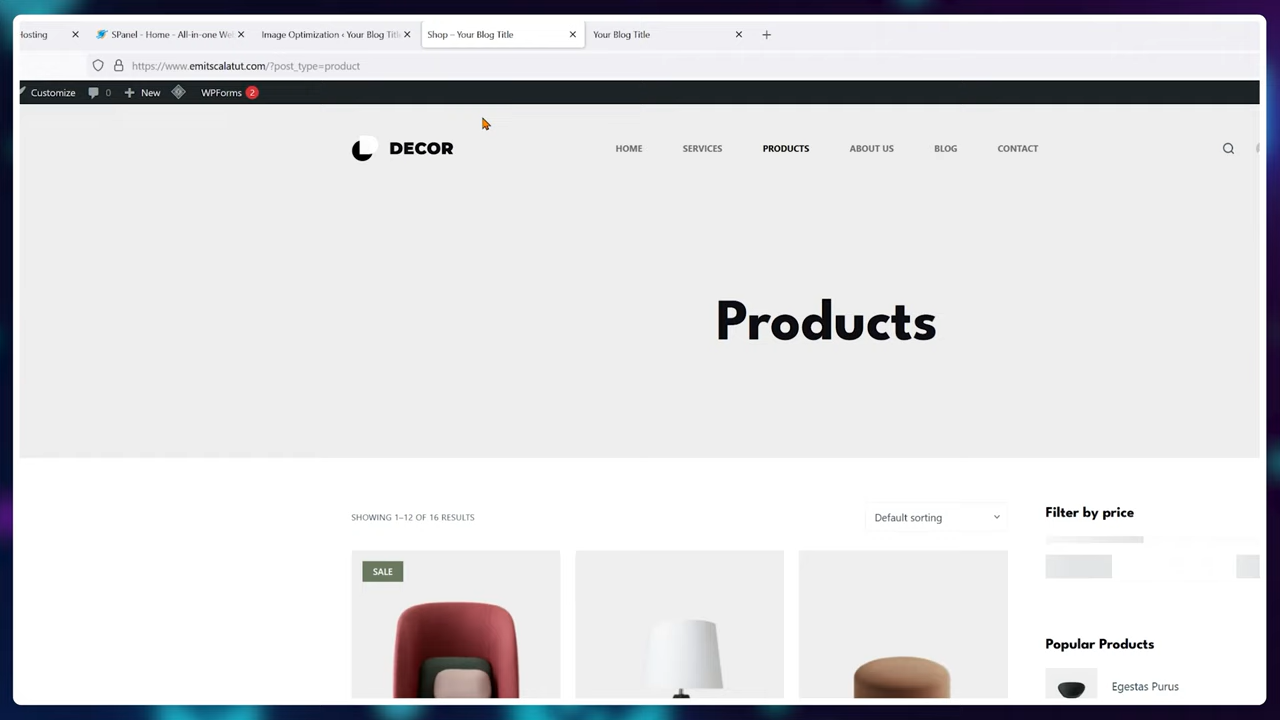 Hosting
SPanel - Home - All-in-one We
Image Optimization ‹ Your Blog Titl
Shop – Your Blog Title
Your Blog Title
https://www.emitscalatut.com/?post_type=product
Customize
0
New
WPForms 2
DECOR
HOME
SERVICES
PRODUCTS
ABOUT US
BLOG
CONTACT
Products
SHOWING 1–12 OF 16 RESULTS
Default sorting
Filter by price
SALE
Popular Products
Egestas Purus